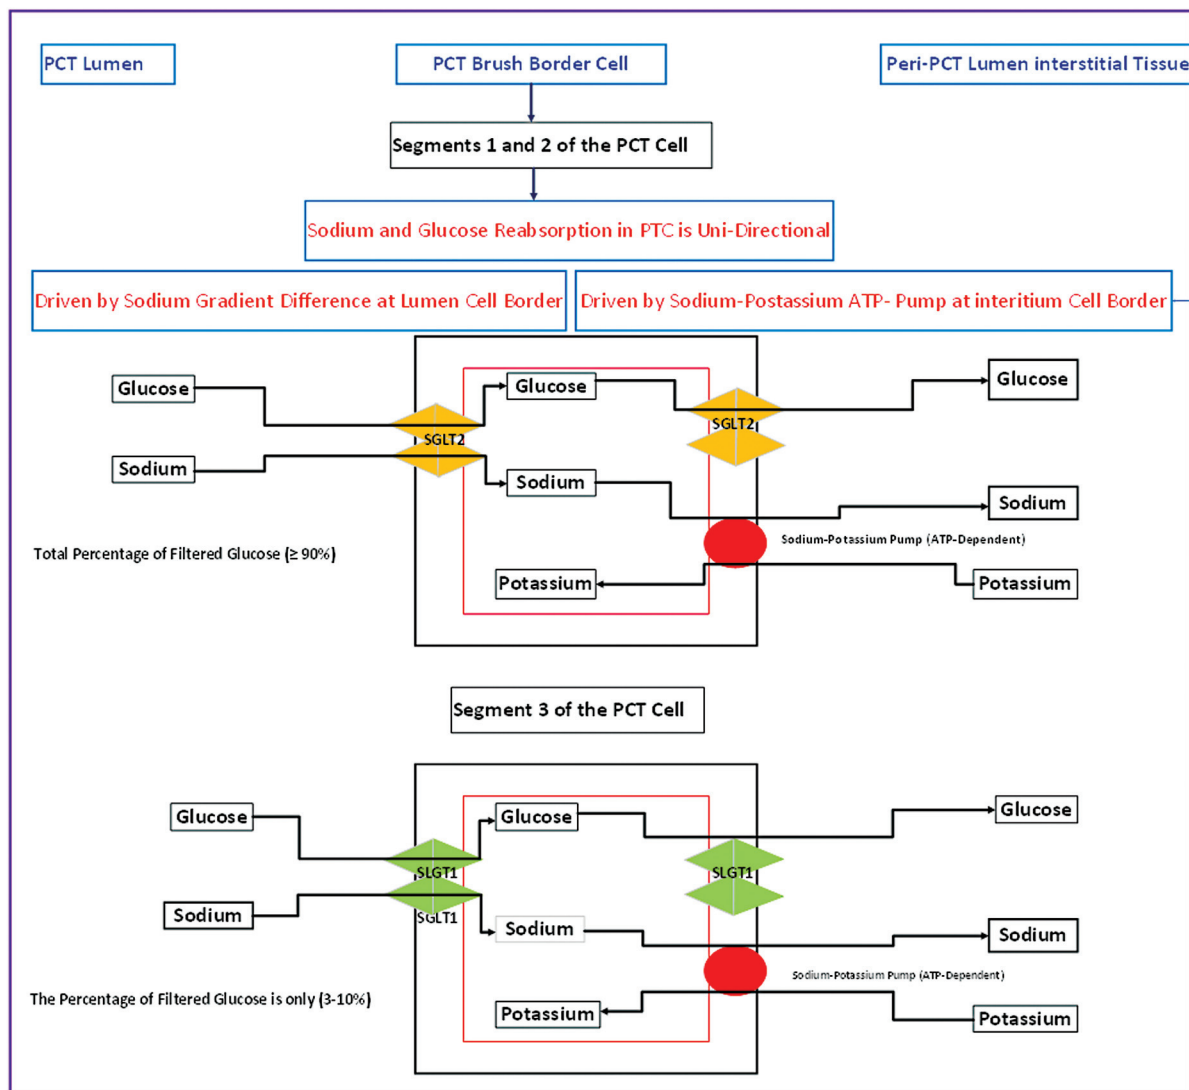 PCT Lumen
PCT Brush Border Cell
Peri-PCT Lumen interstitial Tissue
Segments 1 and 2 of the PCT Cell
Sodium and Glucose Reabsorption in PTC is Uni-Directional
Driven by Sodium Gradient Difference at Lumen Cell Border
Driven by Sodium-Postassium ATP- Pump at interitium Cell Border
Glucose
Glucose
Glucose
SGLT2
SGLT2
Sodium
Sodium
Sodium
Sodium-Potassium Pump (ATP-Dependent)
Total Percentage of Filtered Glucose (≥ 90%)
Potassium
Potassium
Segment 3 of the PCT Cell
Glucose
Glucose
Glucose
SLGT1
SLGT1
Sodium
SGLT1
Sodium
Sodium
Sodium-Potassium Pump (ATP-Dependent)
The Percentage of Filtered Glucose is only (3-10%)
Potassium
Potassium